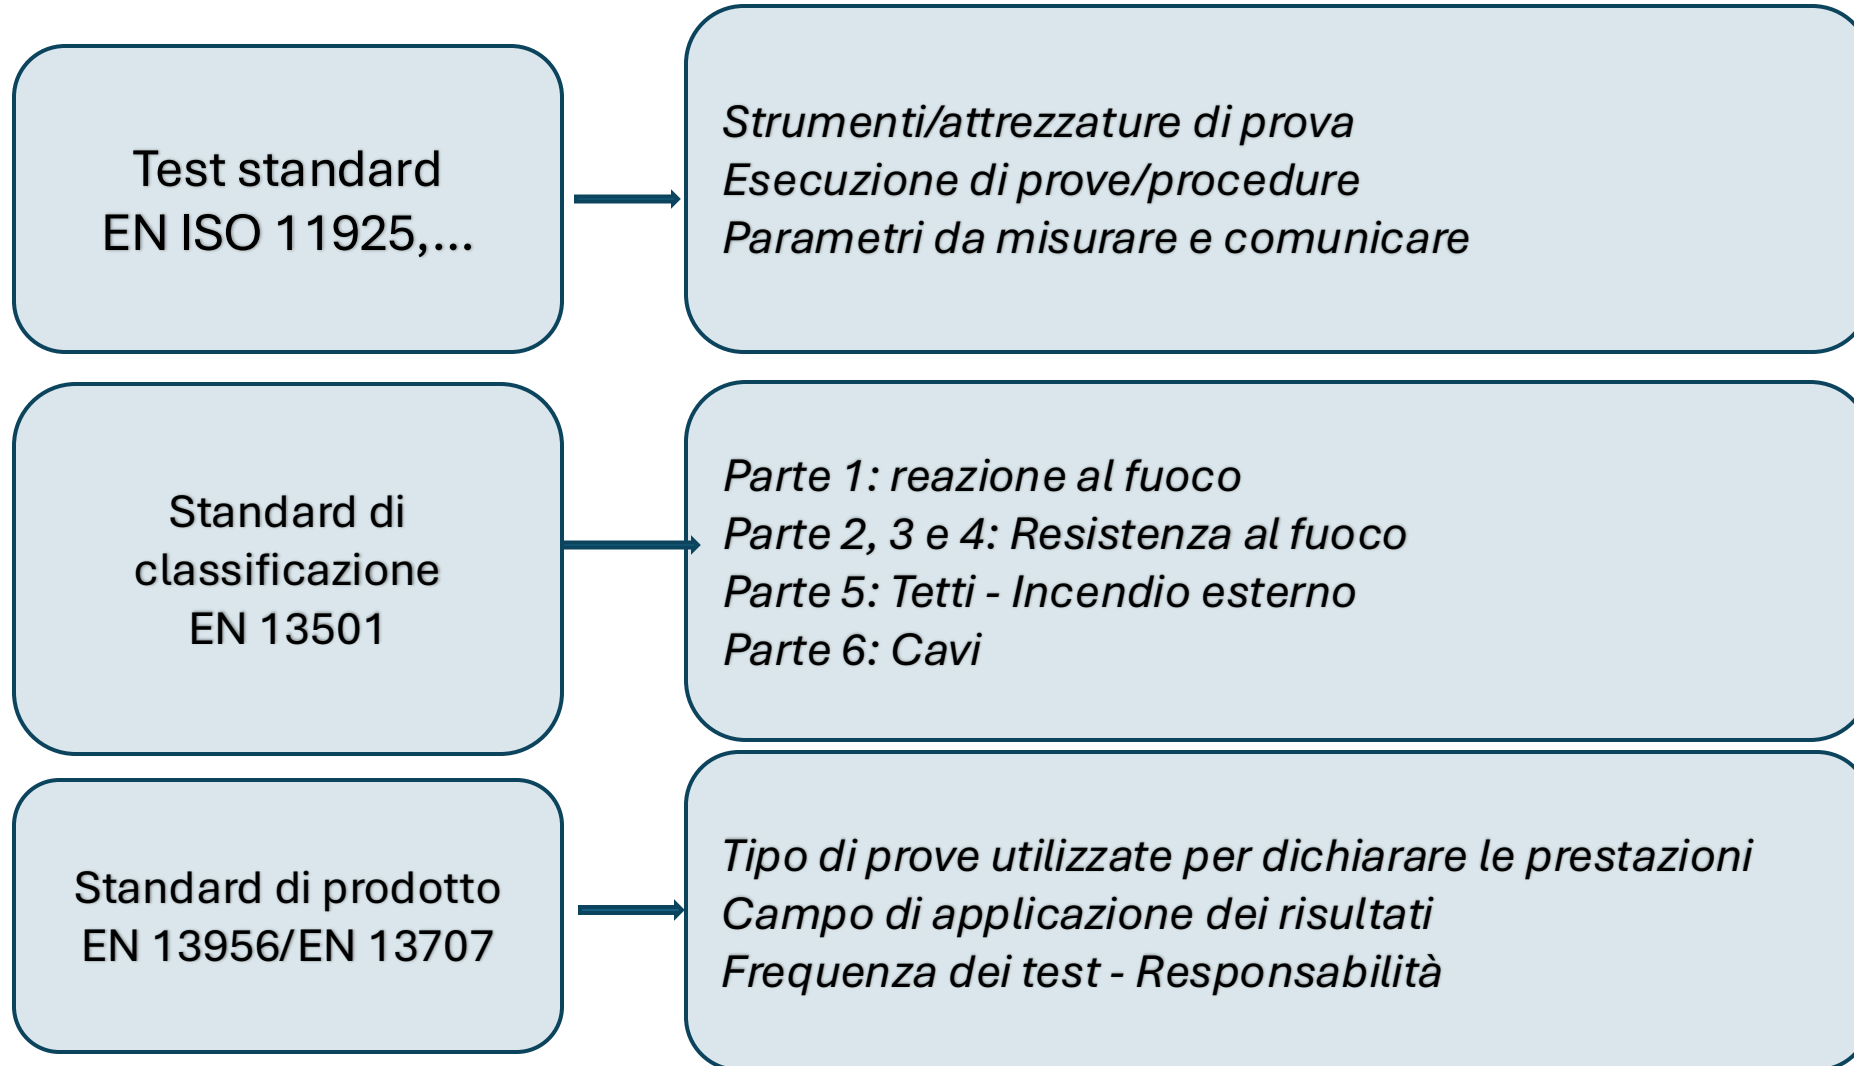 Test standard
EN ISO 11925,...
Strumenti/attrezzature di prova
Esecuzione di prove/procedure
Parametri da misurare e comunicare
Standard di
classificazione
EN 13501
Parte 1: reazione al fuoco
Parte 2, 3 e 4: Resistenza al fuoco
Parte 5: Tetti - Incendio esterno
Parte 6: Cavi
Standard di prodotto
EN 13956/EN 13707
Tipo di prove utilizzate per dichiarare le prestazioni
Campo di applicazione dei risultati
Frequenza dei test - Responsabilità